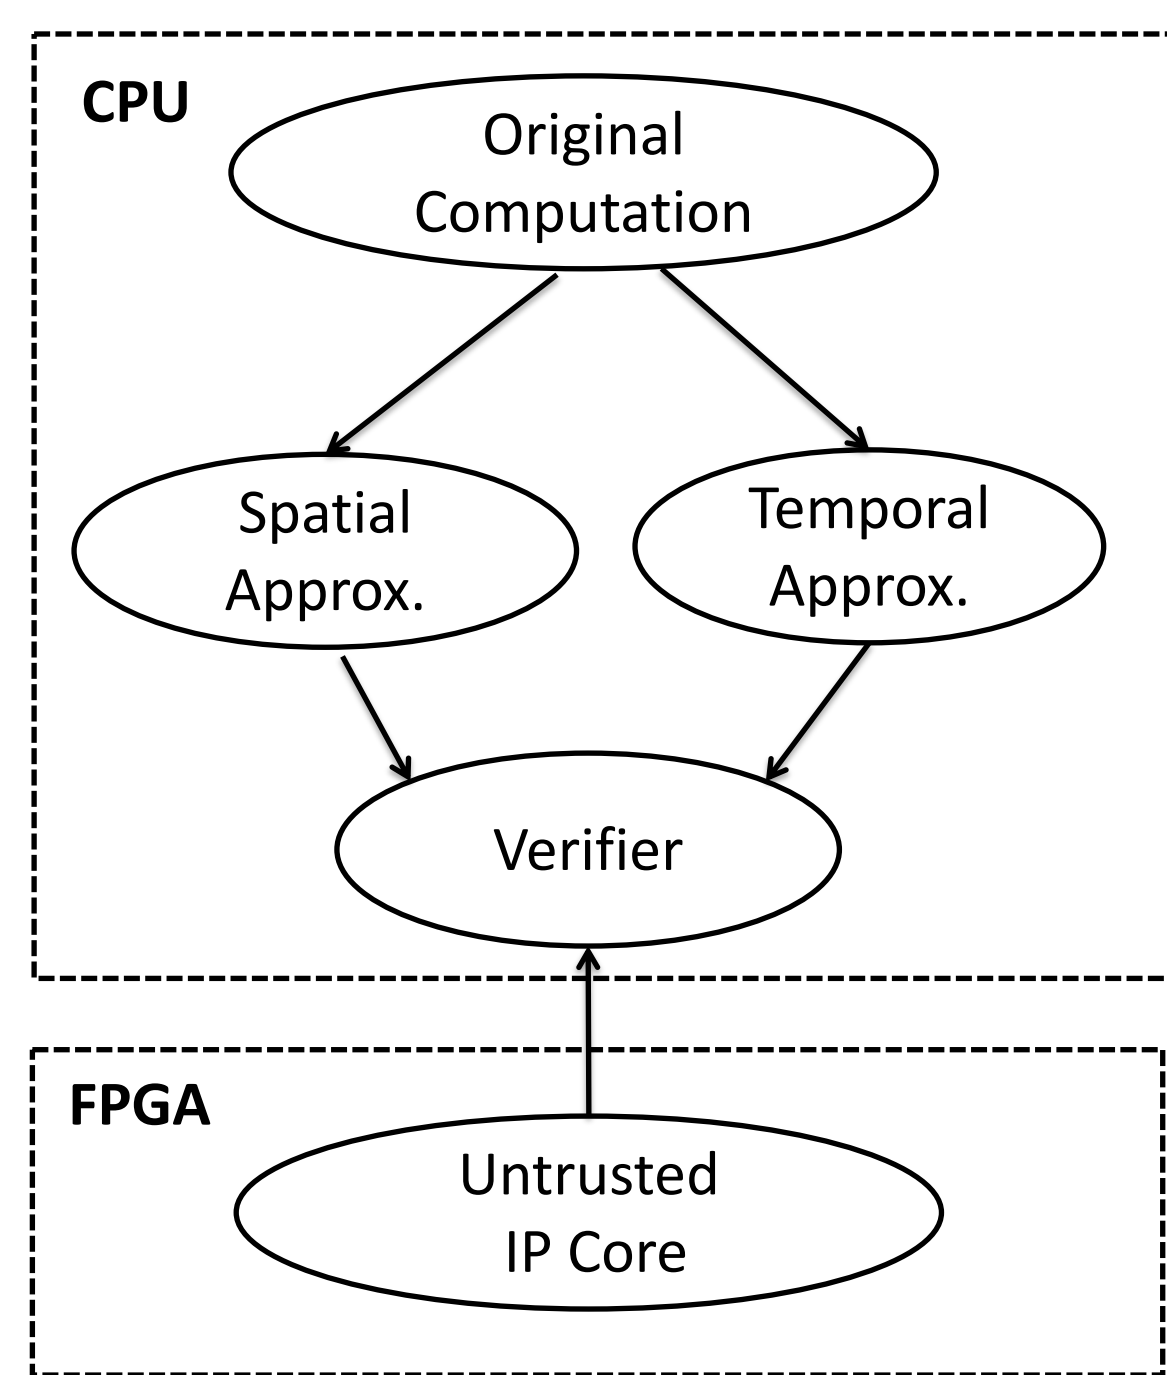 CPU
Original
Computation
Spatial
Approx.
Temporal
Approx.
Verifier
FPGA
Untrusted
IP Core